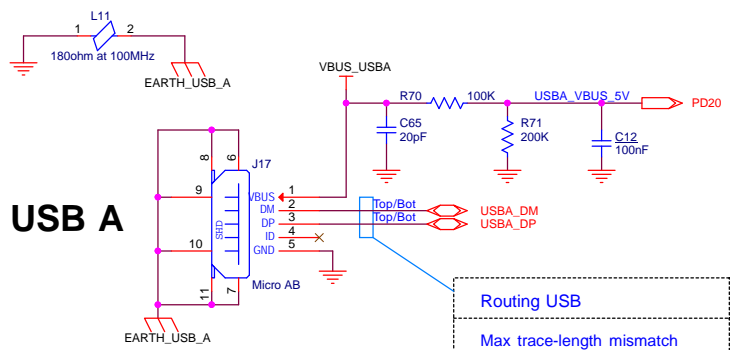 L11
1 2
180ohm at 100MHz
EARTH_USB_A
VBUS_USBA
R70 100K USBA_VBUS_5V PD20
C65
20pF
R71
200K
C12
100nF
USB A
8 6 J17
9
10
11 7
SHD
VBUS 1
DM 2 Top/Bot USBA_DM
DP 3 Top/Bot USBA_DP
ID 4
GND 5
Micro AB
EARTH_USB_A
Routing USB
Max trace-length mismatch